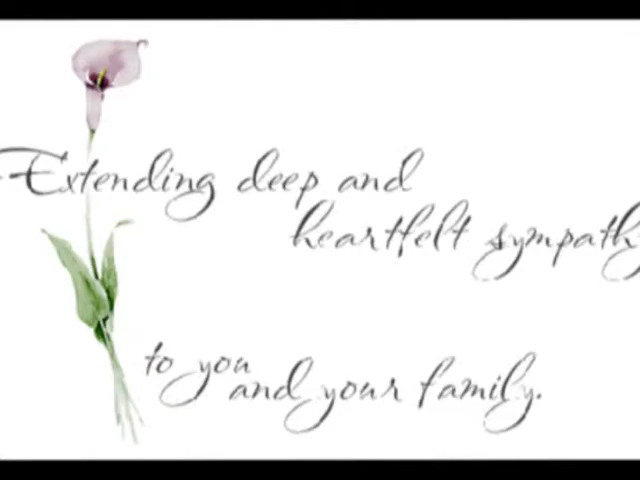 Extending deep and
heartfelt sympathy
to you
and your family.